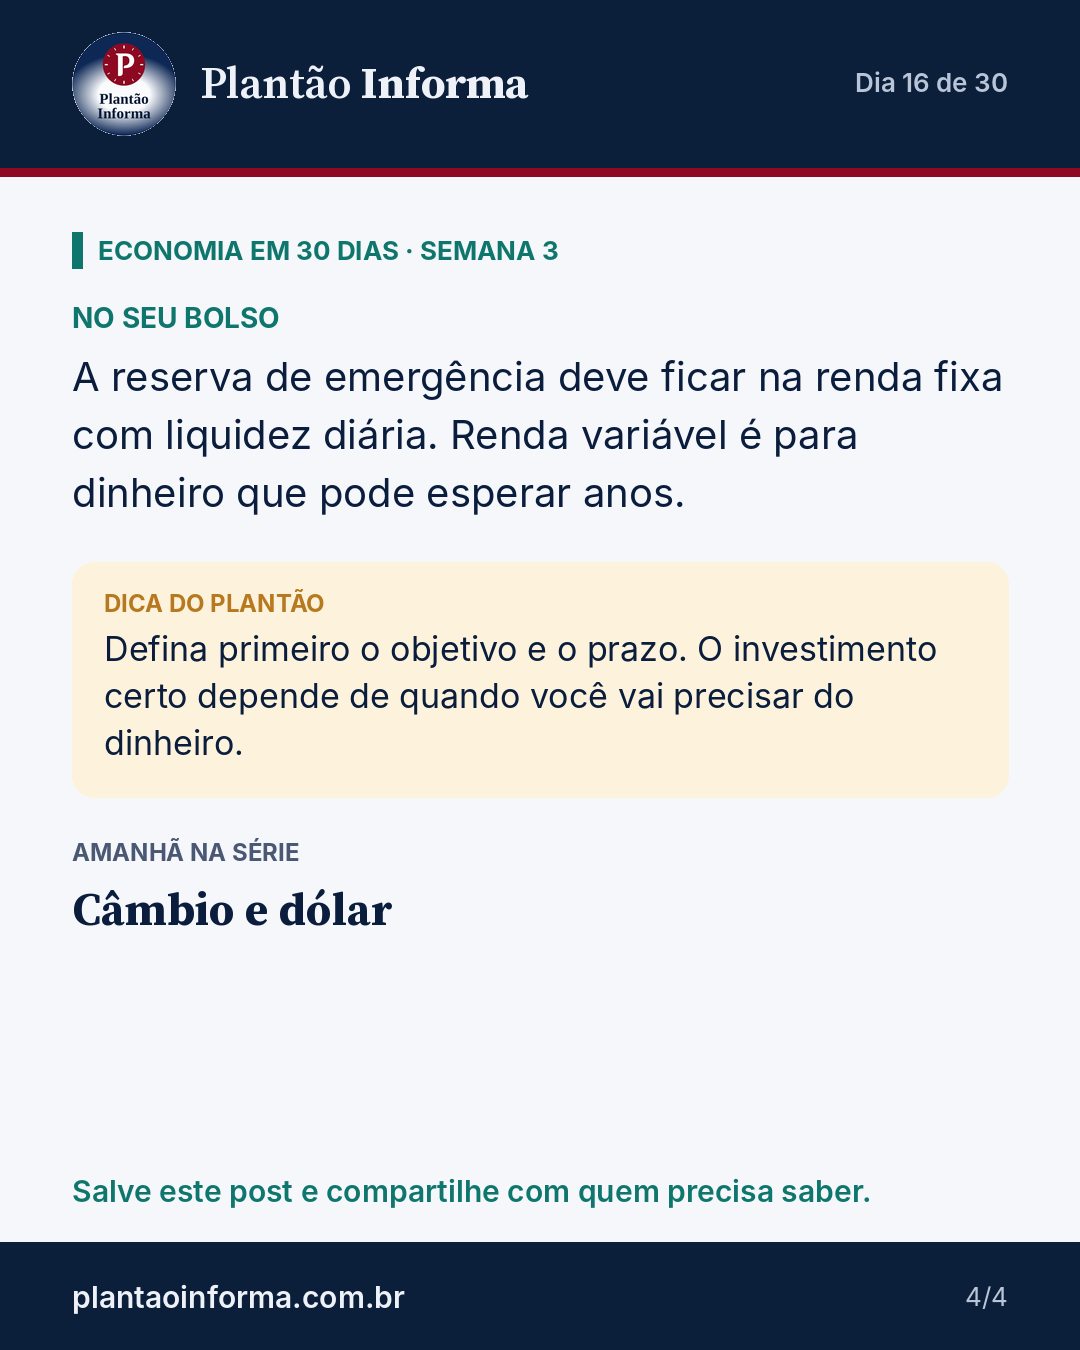 P
Plantão
Informa
Plantão Informa
Dia 16 de 30
ECONOMIA EM 30 DIAS · SEMANA 3
NO SEU BOLSO
A reserva de emergência deve ficar na renda fixa
com liquidez diária. Renda variável é para
dinheiro que pode esperar anos.
DICA DO PLANTÃO
Defina primeiro o objetivo e o prazo. O investimento
certo depende de quando você vai precisar do
dinheiro.
AMANHÃ NA SÉRIE
Câmbio e dólar
Salve este post e compartilhe com quem precisa saber.
plantaoinforma.com.br
4/4